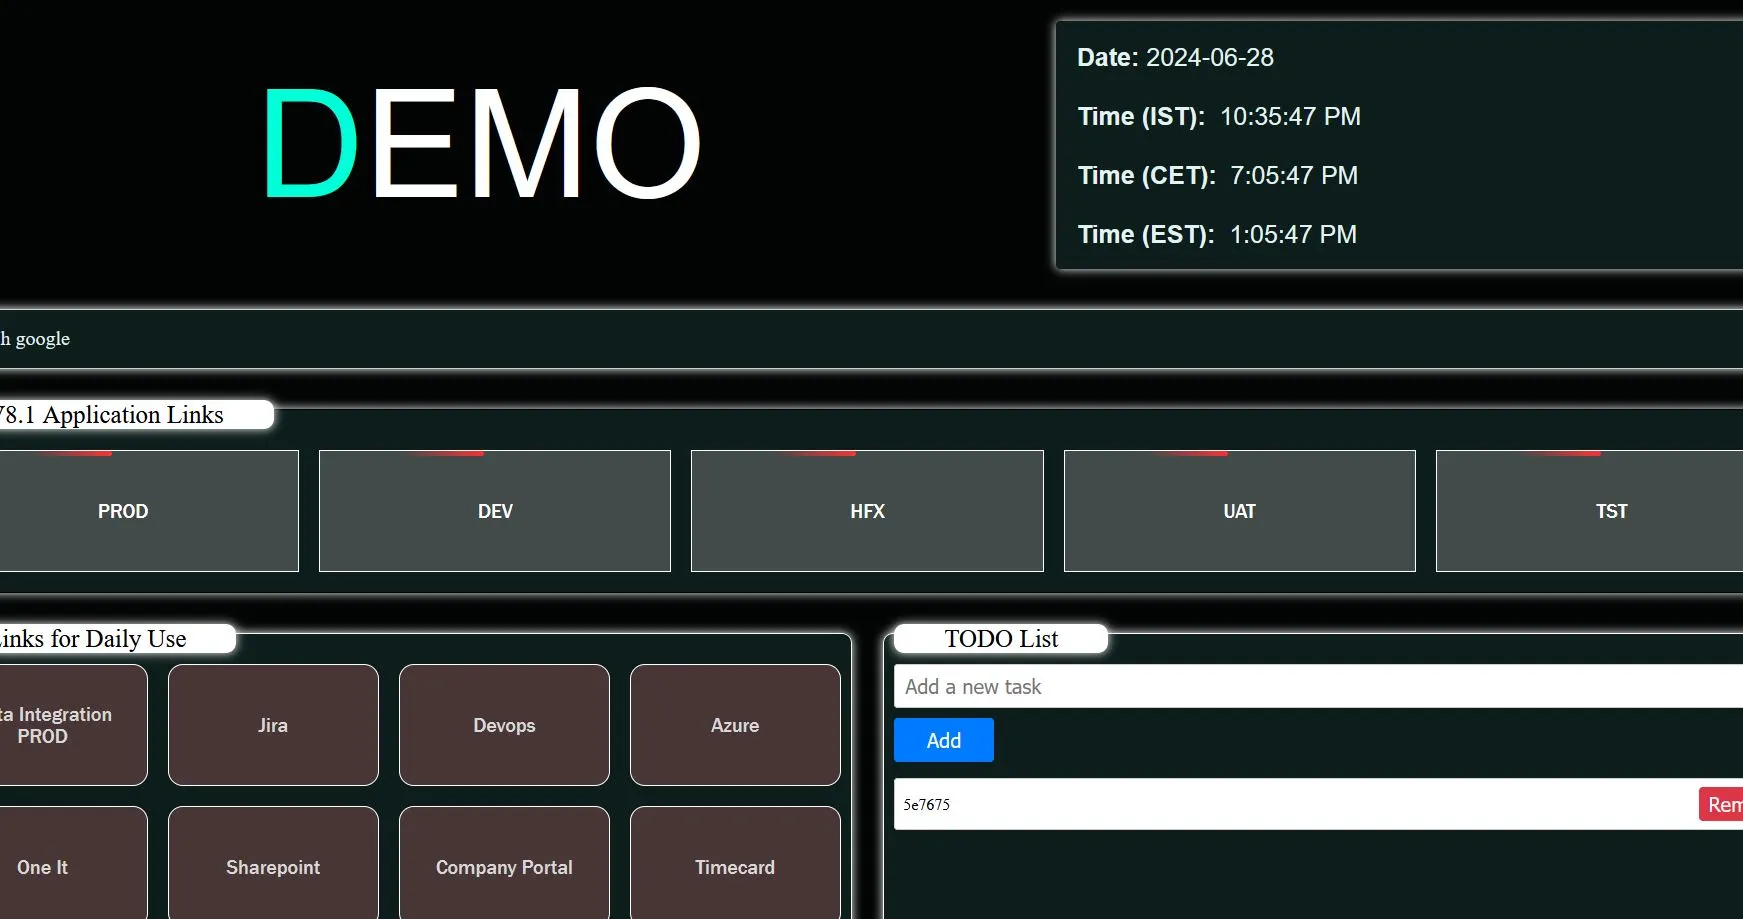 DEMO
Date: 2024-06-28
Time (IST): 10:35:47 PM
Time (CET): 7:05:47 PM
Time (EST): 1:05:47 PM
h google
V8.1 Application Links
PROD DEV HFX UAT TST
Links for Daily Use
TODO List
Add a new task
ta Integration
PROD
Jira Devops Azure
Add
5e7675 Rem
One It Sharepoint Company Portal Timecard